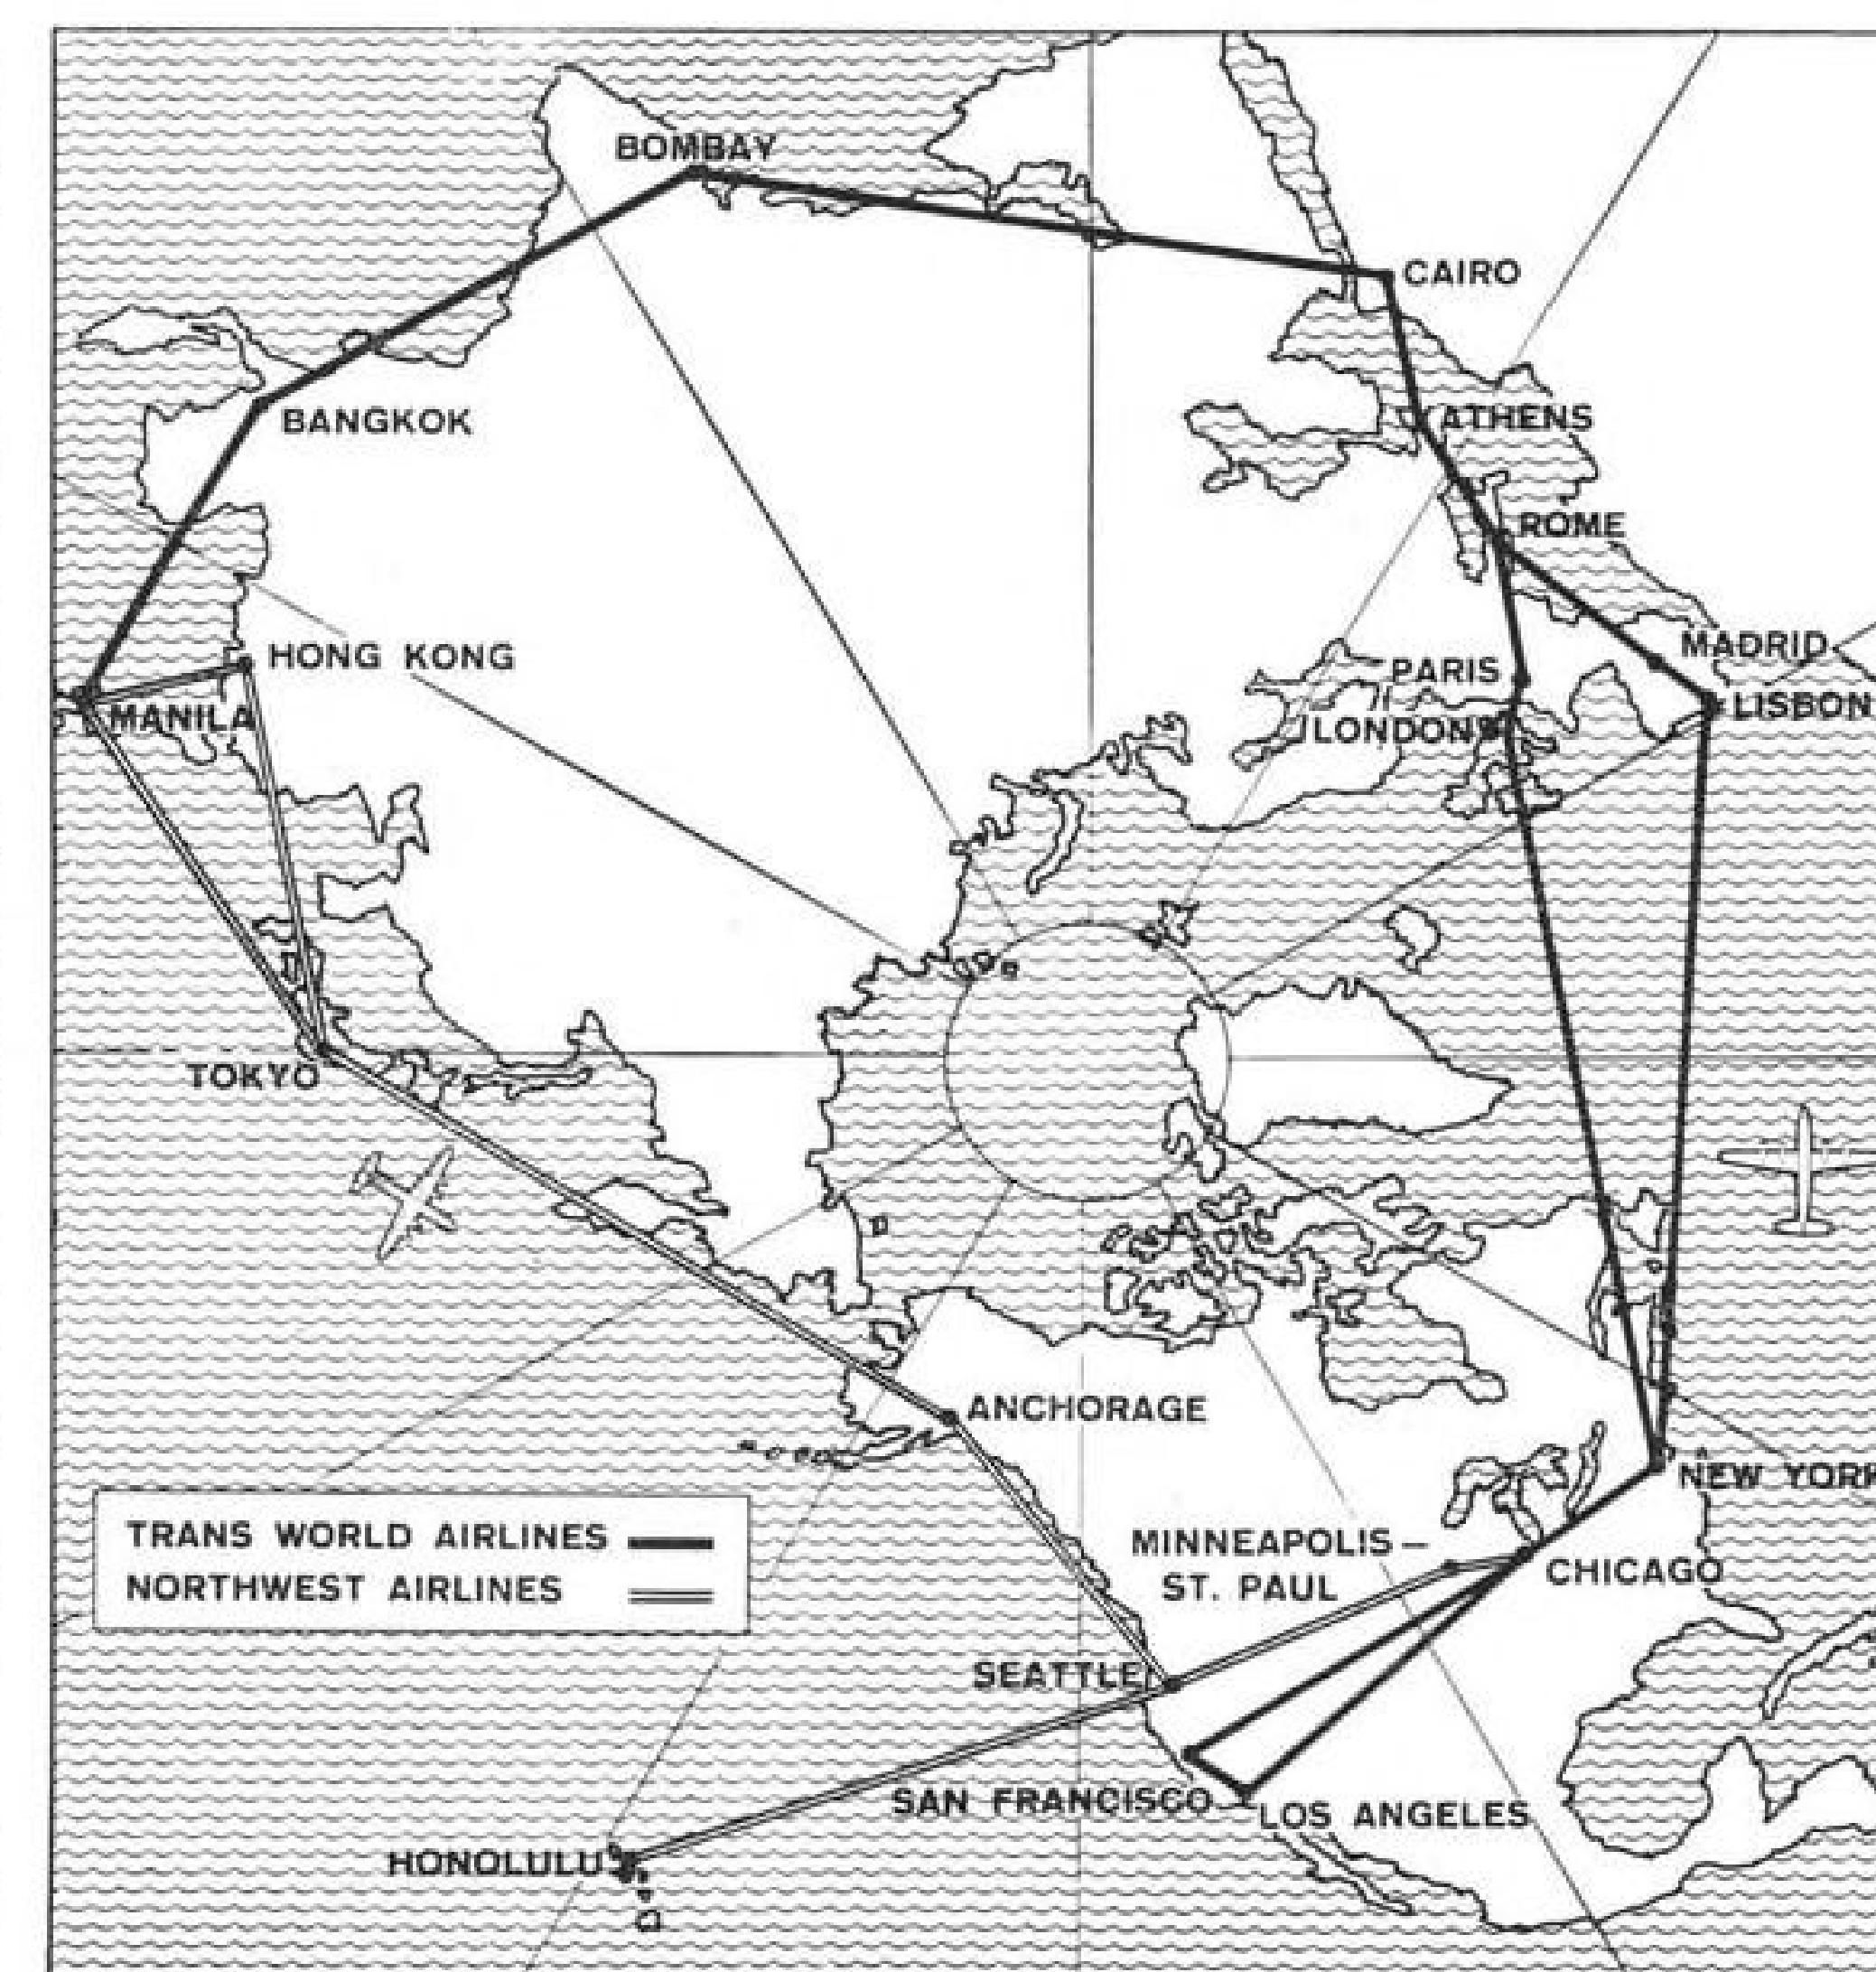 BOMBAY
CAIRO
BANGKOK
ATHENS
ROME
HONG KONG
MADRID
PARIS
MANILA
LISBON
LONDON
TOKYO
ANCHORAGE
NEW YORK
TRANS WORLD AIRLINES
NORTHWEST AIRLINES
MINNEAPOLIS –
ST. PAUL
CHICAGO
SEATTLE
SAN FRANCISCO
LOS ANGELES
HONOLULU